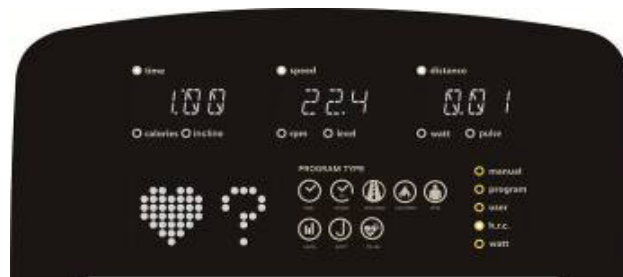 time speed distance
1:00 22.4 0.01
calories incline rpm level watt pulse
PROGRAM TYPE
manual
program
user
h.r.c.
watt
?